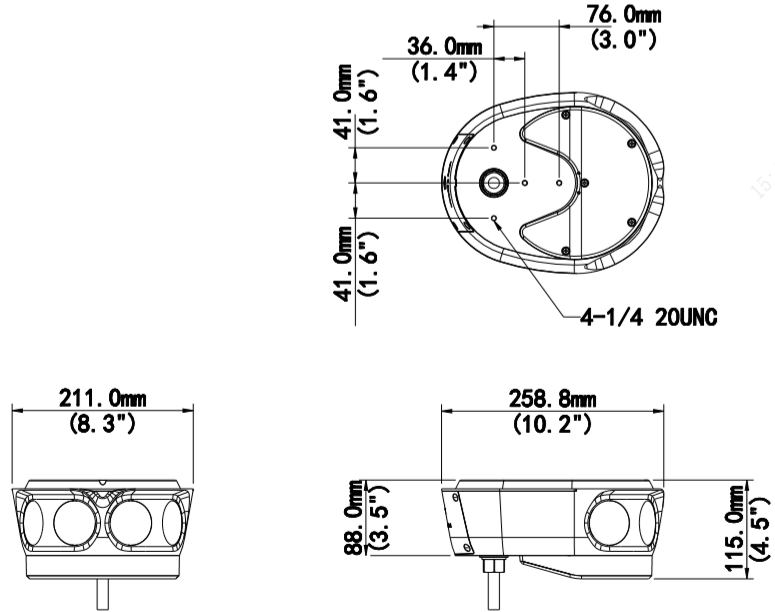 76.0mm
(3.0")
36.0mm
(1.4")
41.0mm
(1.6")
41.0mm
(1.6")
4-1/4 20UNC
211.0mm
(8.3")
258.8mm
(10.2")
88.0mm
(3.5")
115.0mm
(4.5")